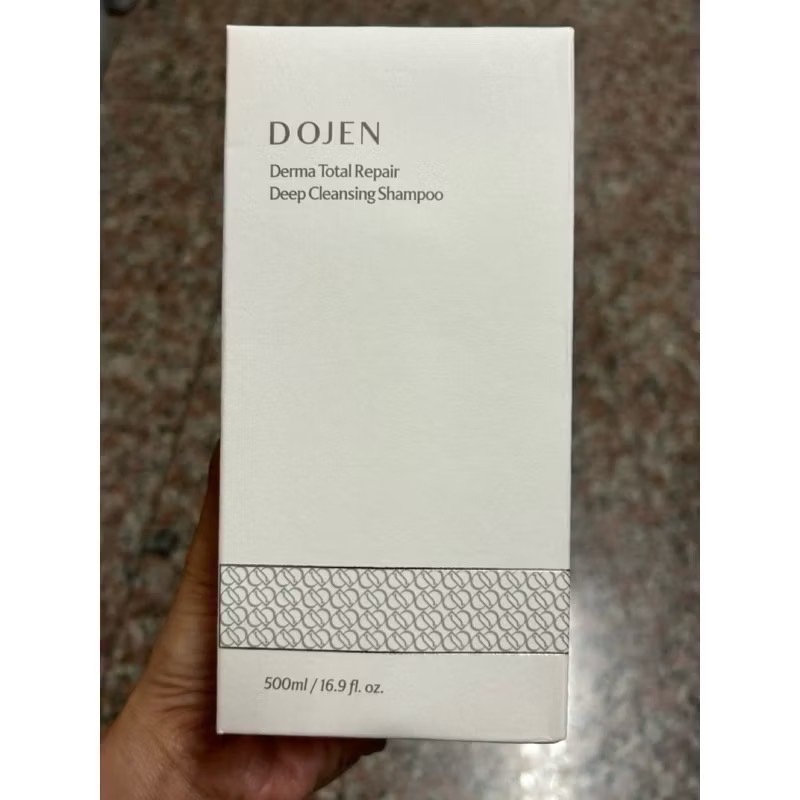 DOJEN
Derma Total Repair
Deep Cleansing Shampoo
500ml / 16.9 fl. oz.